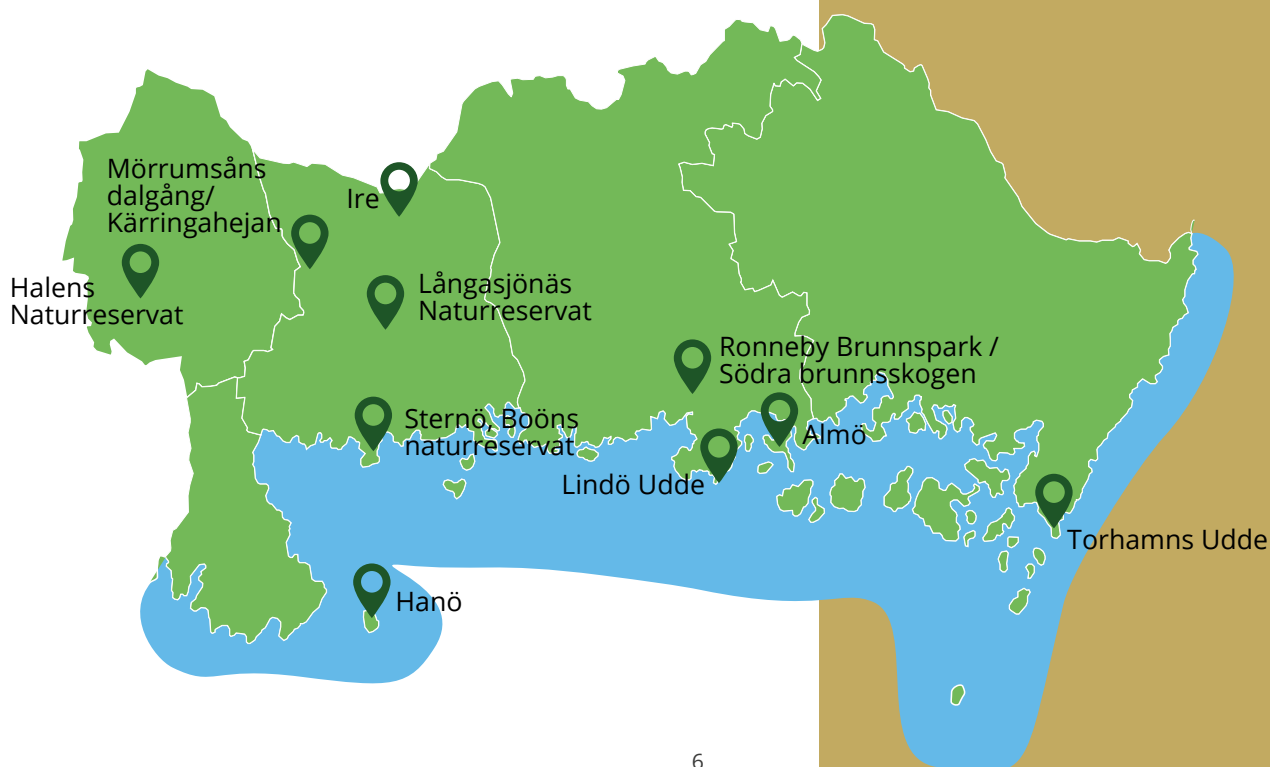 Mörrumsåns
dalgång/
Kärringahejan
Ire
Halens
Naturreservat
Långasjönäs
Naturreservat
Ronneby Brunnspark /
Södra brunnsskogen
Sternö, Boöns
naturreservat
Almö
Lindö Udde
Torhamns Udde
Hanö
6